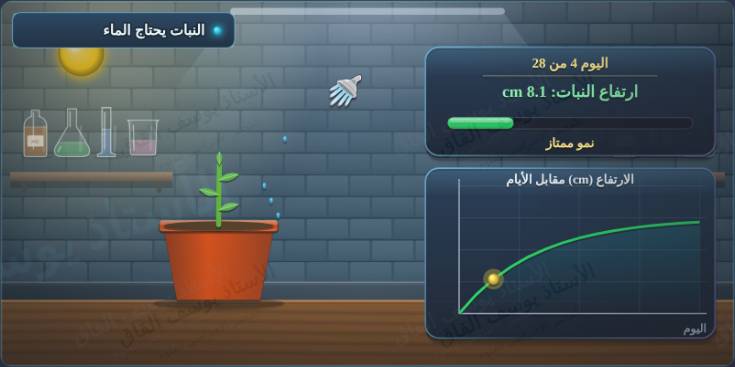 النبات يحتاج الماء
اليوم 4 من 28
ارتفاع النبات: 8.1 cm
نمو ممتاز
الارتفاع (cm) مقابل الأيام
اليوم